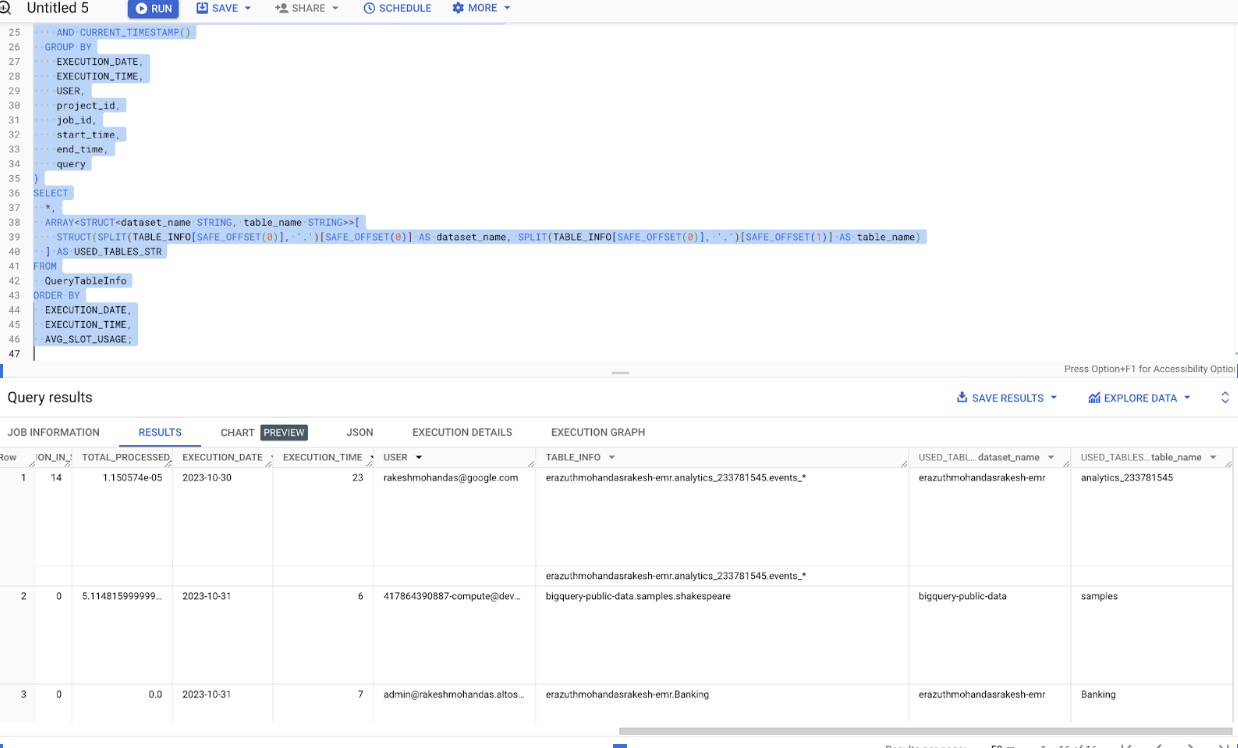 Untitled 5 RUN SAVE SHARE SCHEDULE MORE
25 AND CURRENT_TIMESTAMP()
26 GROUP BY
27 EXECUTION_DATE,
28 EXECUTION_TIME,
29 USER,
30 project_id,
31 job_id,
32 start_time,
33 end_time,
34 query
35 )
36 SELECT
37 *,
38 ARRAY<STRUCT<dataset_name STRING, table_name STRING>>[
39 STRUCT(SPLIT(TABLE_INFO[SAFE_OFFSET(0)], '.')[SAFE_OFFSET(0)] AS dataset_name, SPLIT(TABLE_INFO[SAFE_OFFSET(0)], '.')[SAFE_OFFSET(1)] AS table_name)
40 ] AS USED_TABLES_STR
41 FROM
42 QueryTableInfo
43 ORDER BY
44 EXECUTION_DATE,
45 EXECUTION_TIME,
46 AVG_SLOT_USAGE;
47
Press Option+F1 for Accessibility Optio
Query results SAVE RESULTS EXPLORE DATA
JOB INFORMATION RESULTS CHART PREVIEW JSON EXECUTION DETAILS EXECUTION GRAPH
Row ION_IN_S TOTAL_PROCESSED_ EXECUTION_DATE EXECUTION_TIME USER TABLE_INFO USED_TABL... dataset_name USED_TABLES... table_name
1 14 1.150574e-05 2023-10-30 23 rakeshmohandas@google.com erazuthmohandasrakesh-emr.analytics_233781545.events_* erazuthmohandasrakesh-emr analytics_233781545
erazuthmohandasrakesh-emr.analytics_233781545.events_*
2 0 5.114815999999... 2023-10-31 6 417864390887-compute@dev... bigquery-public-data.samples.shakespeare bigquery-public-data samples
3 0 0.0 2023-10-31 7 admin@rakeshmohandas.altos... erazuthmohandasrakesh-emr.Banking erazuthmohandasrakesh-emr Banking